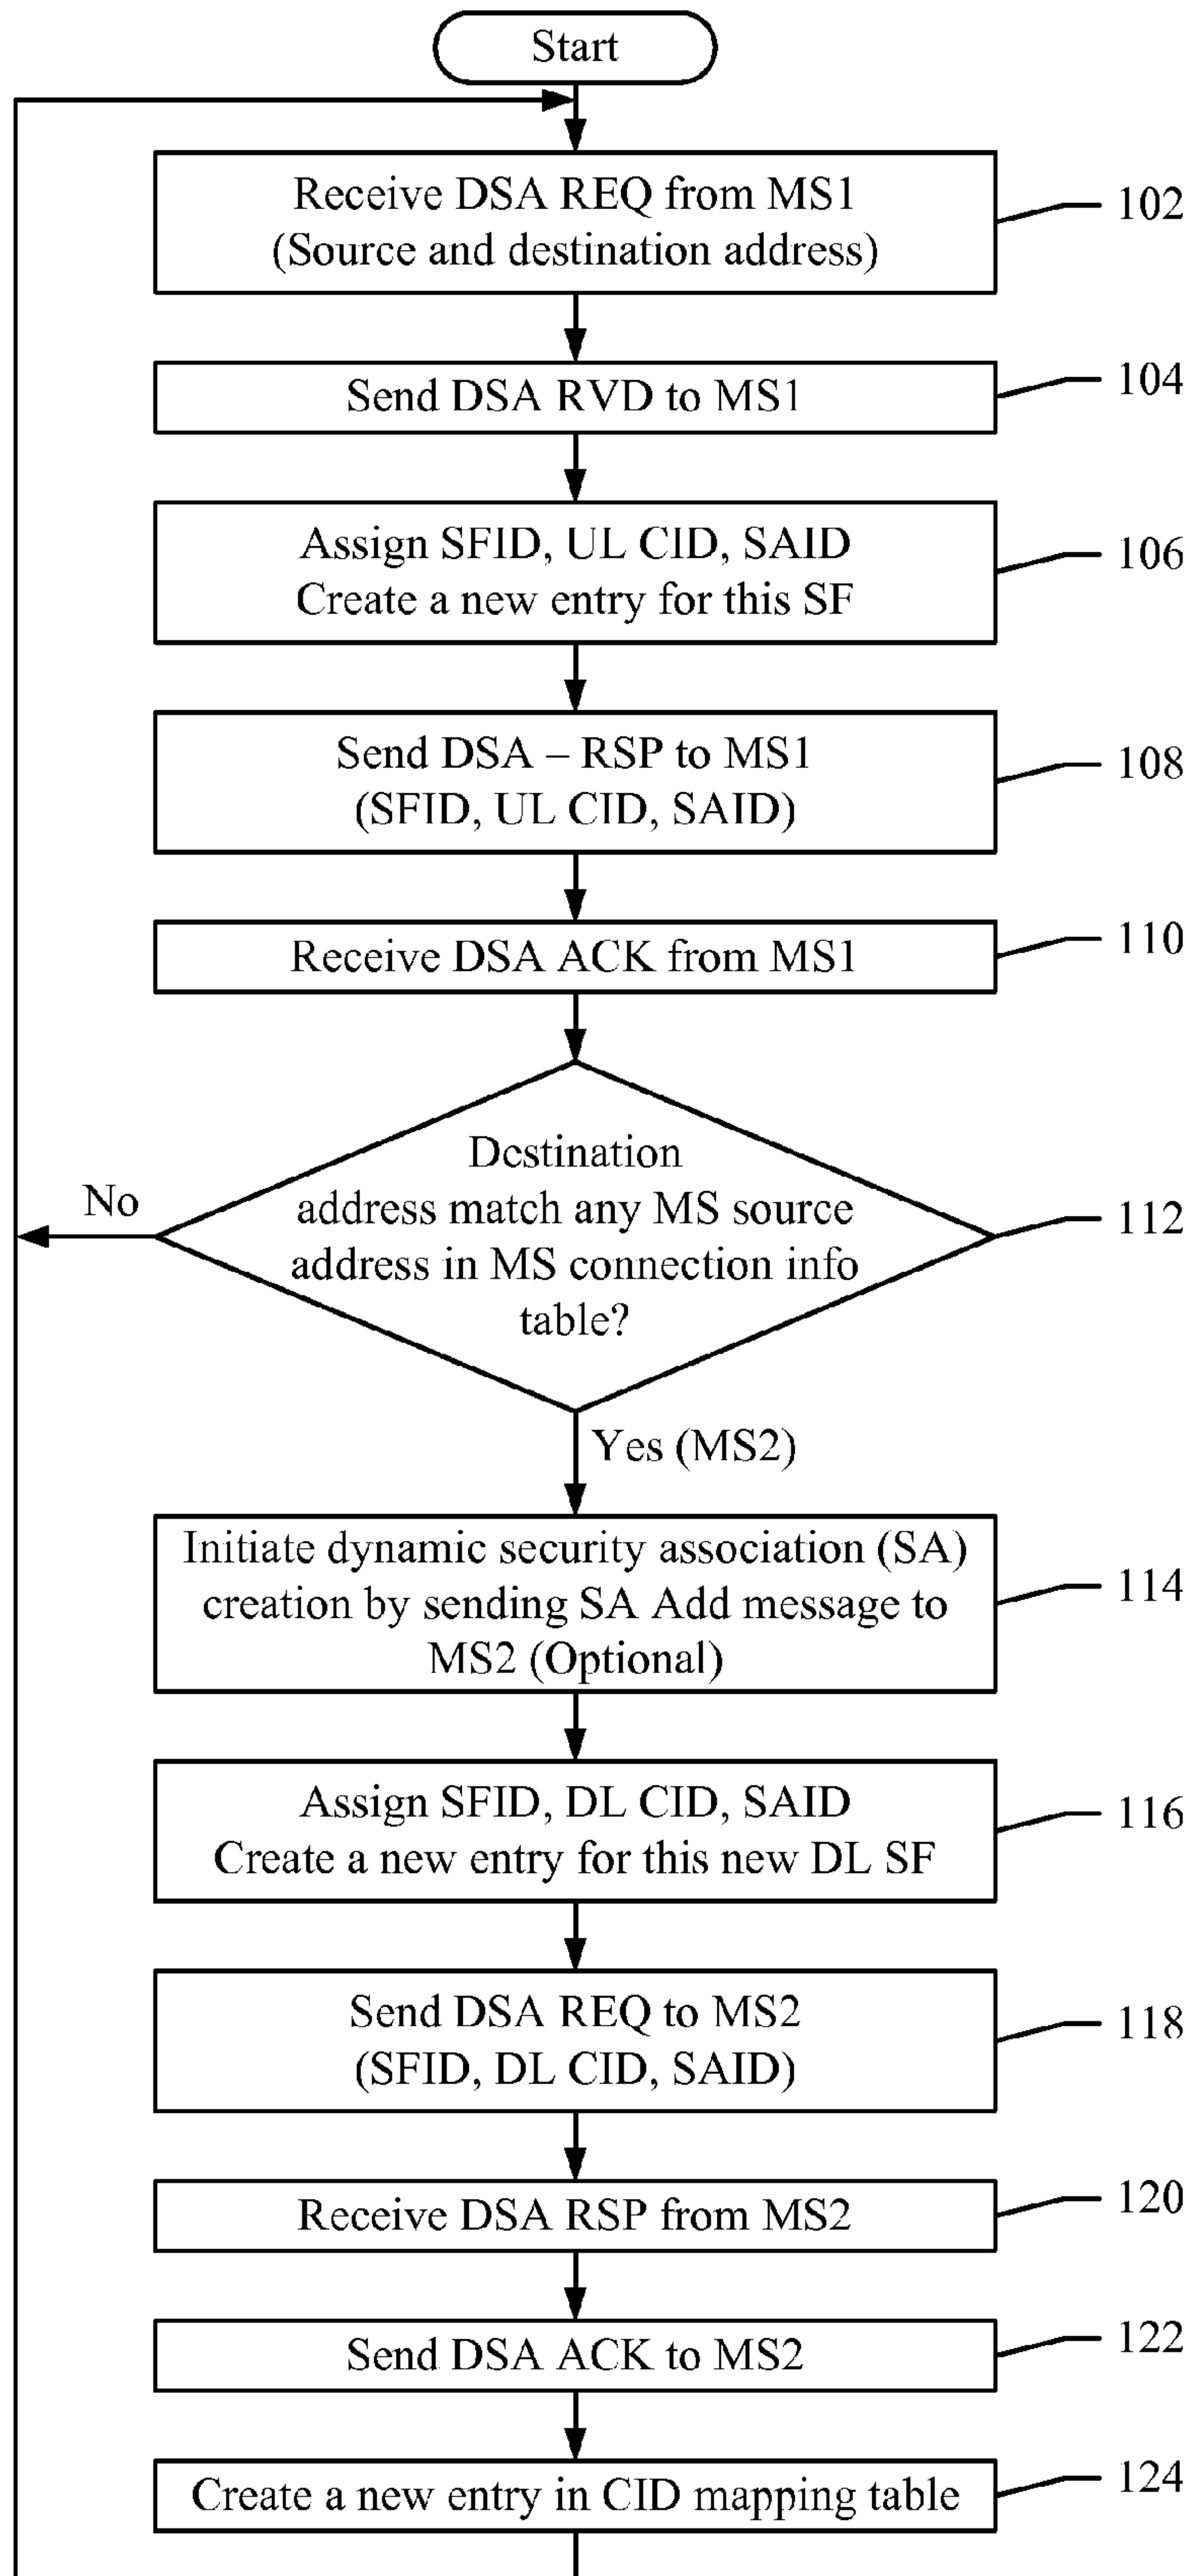 Start
Receive DSA REQ from MS1
(Source and destination address)
102
Send DSA RVD to MS1
104
Assign SFID, UL CID, SAID
Create a new entry for this SF
106
Send DSA – RSP to MS1
(SFID, UL CID, SAID)
108
Receive DSA ACK from MS1
110
Destination
address match any MS source
address in MS connection info
table?
112
No
Yes (MS2)
Initiate dynamic security association (SA)
creation by sending SA Add message to
MS2 (Optional)
114
Assign SFID, DL CID, SAID
Create a new entry for this new DL SF
116
Send DSA REQ to MS2
(SFID, DL CID, SAID)
118
Receive DSA RSP from MS2
120
Send DSA ACK to MS2
122
Create a new entry in CID mapping table
124